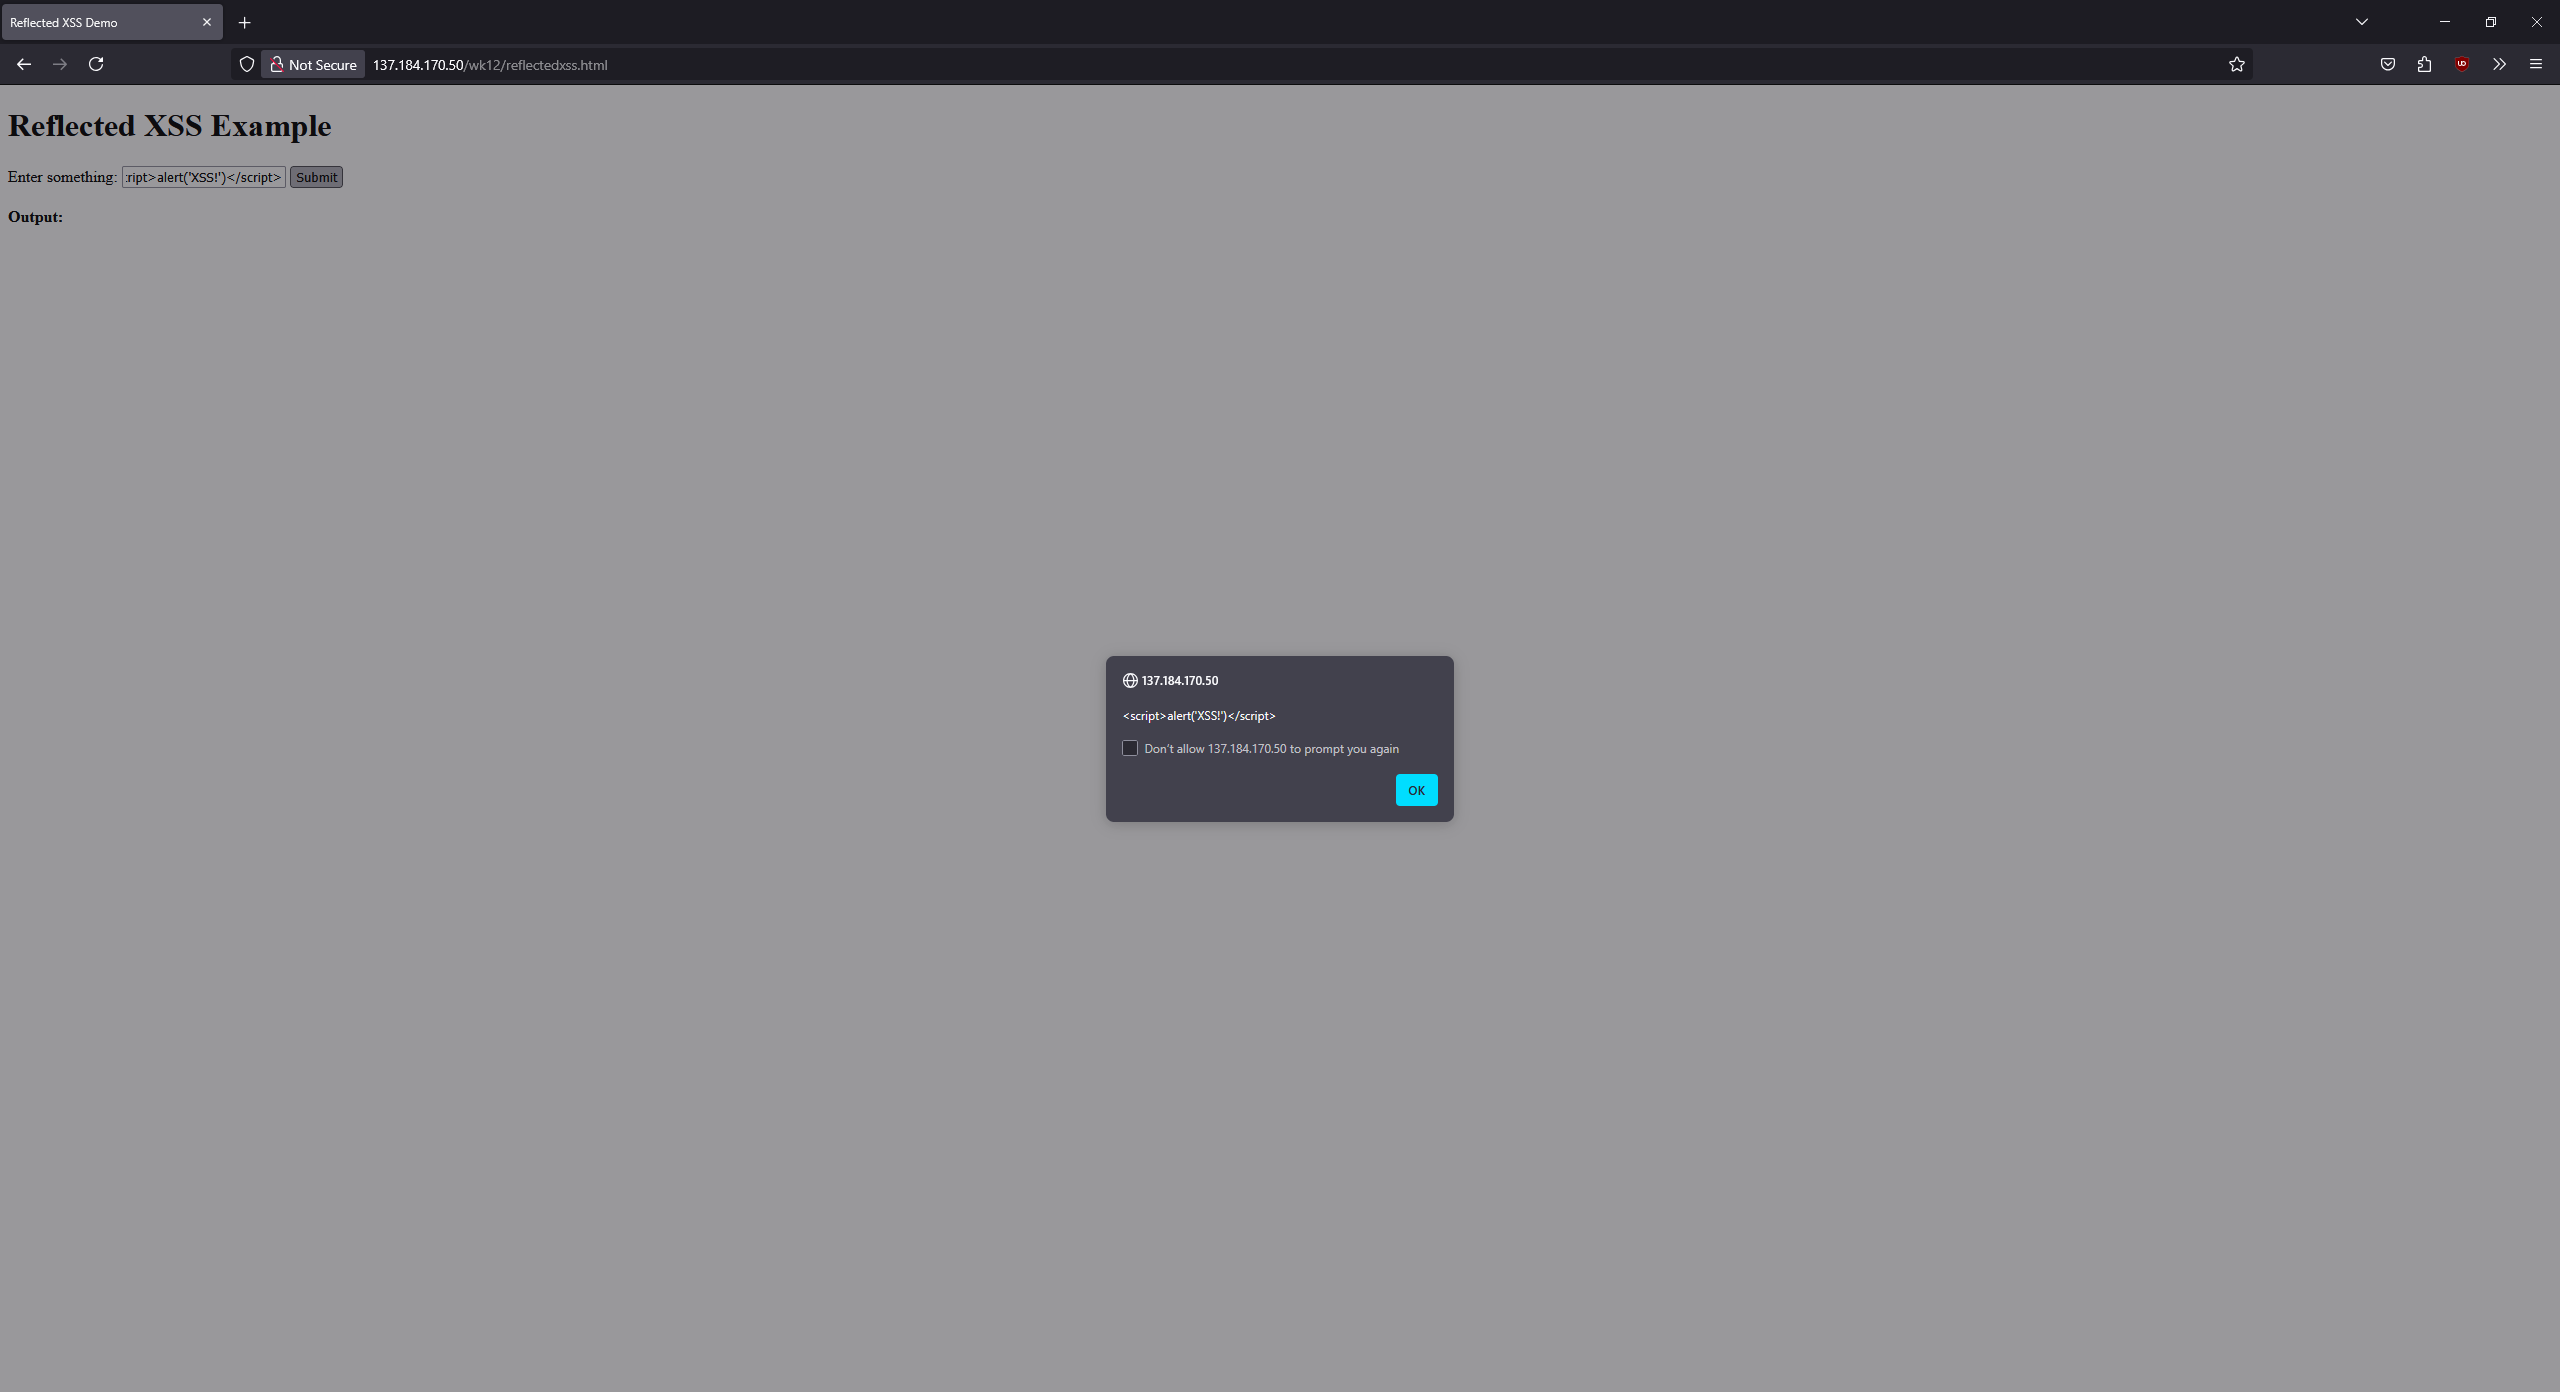 Reflected XSS Demo
Not Secure 137.184.170.50/wk12/reflectedxss.html
Reflected XSS Example
Enter something: :ript>alert('XSS!')</script> Submit
Output:
137.184.170.50
<script>alert('XSS!')</script>
Don't allow 137.184.170.50 to prompt you again
OK